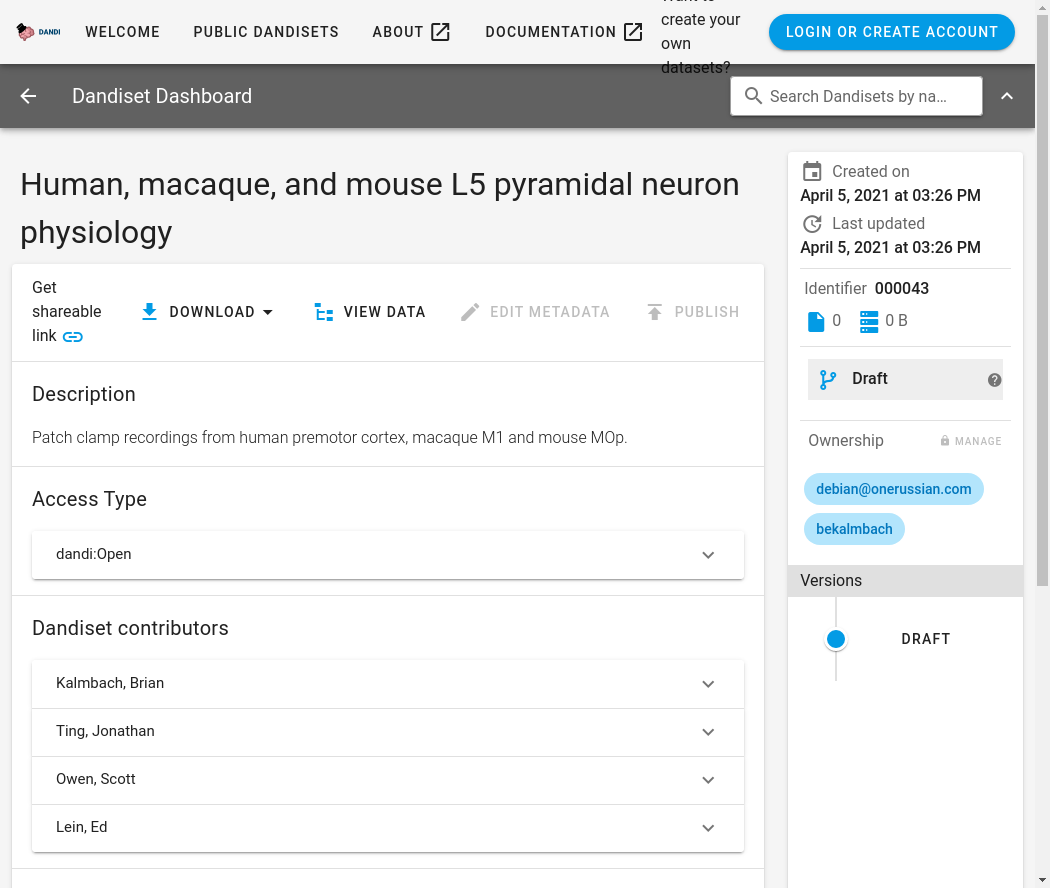 DANDI
WELCOME
PUBLIC DANDISETS
ABOUT
DOCUMENTATION
create your
own
datasets?
LOGIN OR CREATE ACCOUNT
Dandiset Dashboard
Search Dandisets by na...
Human, macaque, and mouse L5 pyramidal neuron
physiology
Get
shareable
link
DOWNLOAD
VIEW DATA
EDIT METADATA
PUBLISH
Description
Patch clamp recordings from human premotor cortex, macaque M1 and mouse MOp.
Access Type
dandi:Open
Dandiset contributors
Kalmbach, Brian
Ting, Jonathan
Owen, Scott
Lein, Ed
Created on
April 5, 2021 at 03:26 PM
Last updated
April 5, 2021 at 03:26 PM
Identifier 000043
0
0 B
Draft
Ownership
MANAGE
debian@onerussian.com
bekalmbach
Versions
DRAFT